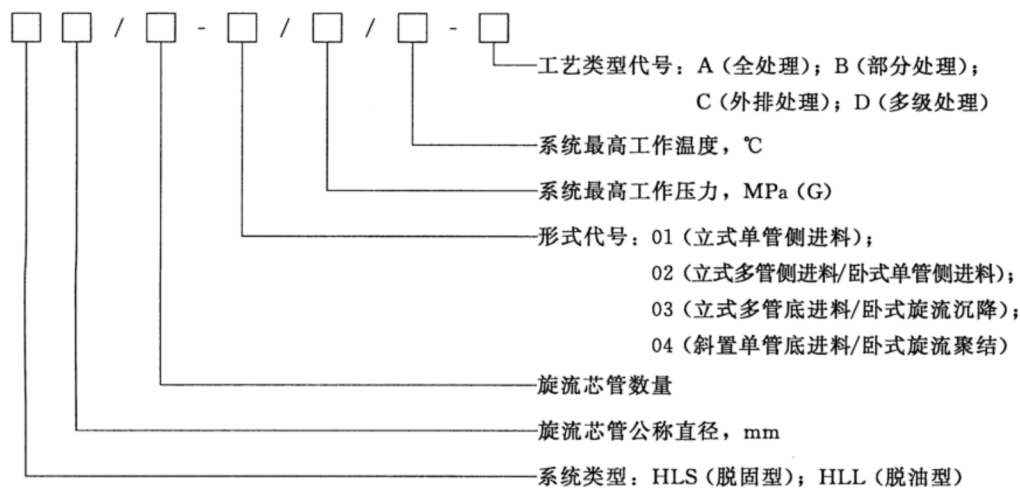 □□/□-□/□/□-□
工艺类型代号：A（全处理）；B（部分处理）；
C（外排处理）；D（多级处理）
系统最高工作温度，℃
系统最高工作压力，MPa（G）
形式代号：01（立式单管侧进料）；
02（立式多管侧进料/卧式单管侧进料）；
03（立式多管底进料/卧式旋流沉降）；
04（斜置单管底进料/卧式旋流聚结）
旋流芯管数量
旋流芯管公称直径，mm
系统类型：HLS（脱固型）；HLL（脱油型）